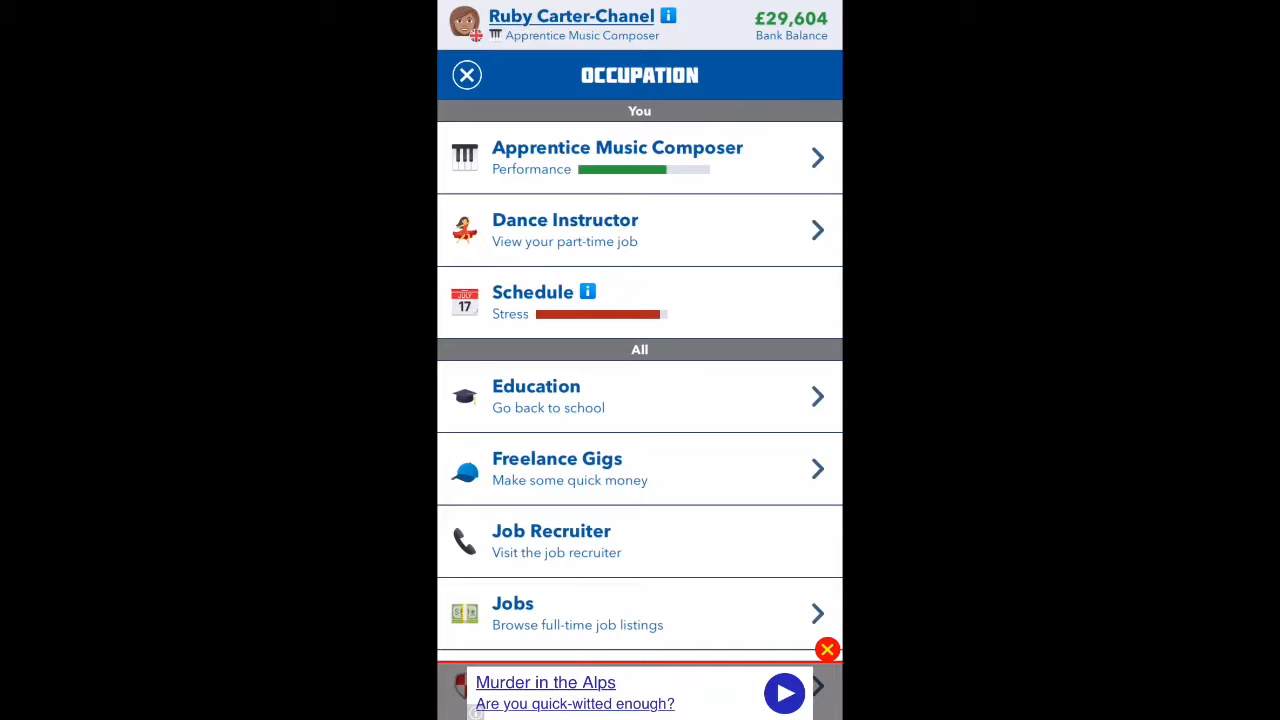 Ruby Carter-Chanel
£29,604
Apprentice Music Composer
Bank Balance
OCCUPATION
You
Apprentice Music Composer
Performance
Dance Instructor
View your part-time job
JULY
17
Schedule
Stress
All
Education
Go back to school
Freelance Gigs
Make some quick money
Job Recruiter
Visit the job recruiter
Jobs
Browse full-time job listings
Murder in the Alps
Are you quick-witted enough?